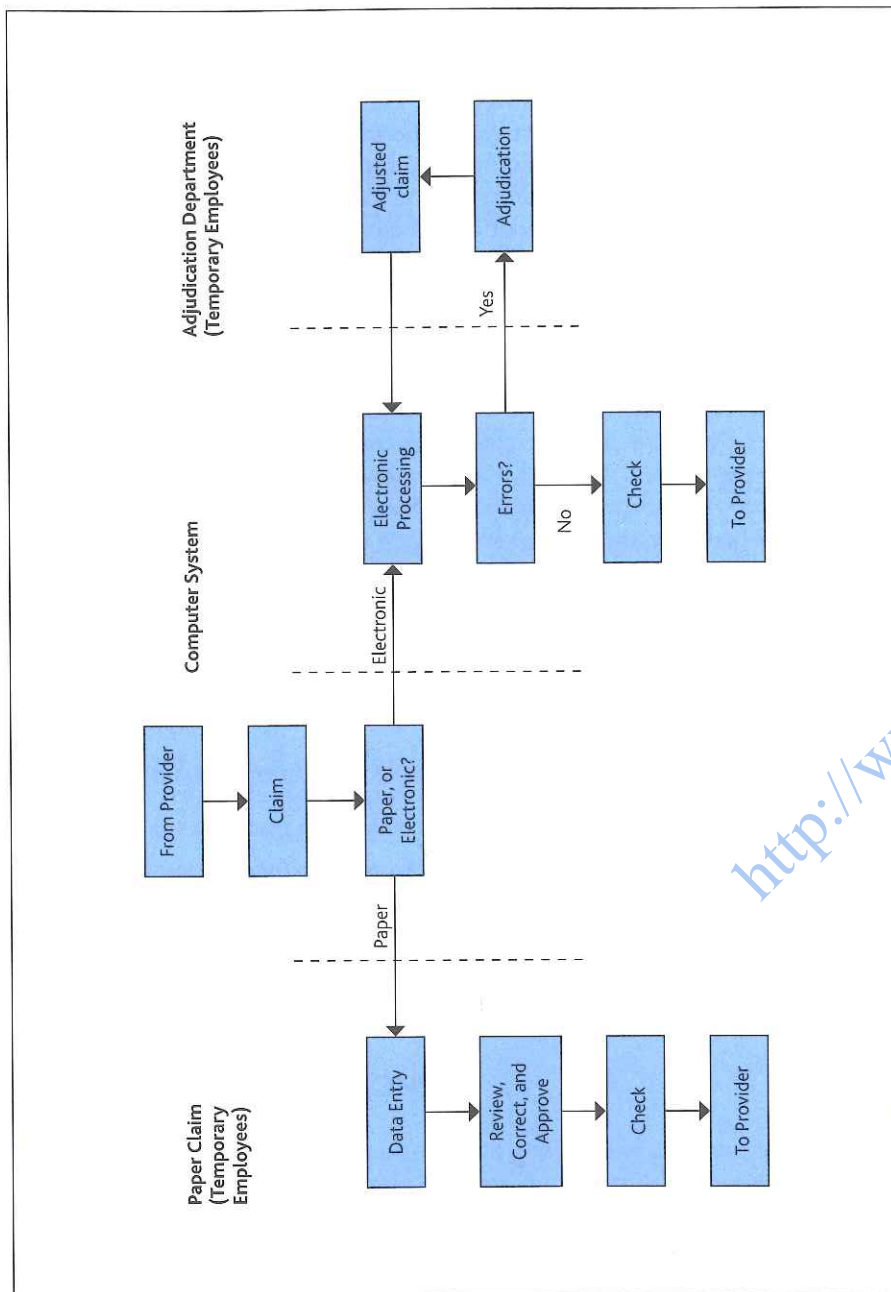 Paper Claim
(Temporary
Employees)
Computer System
Adjudication Department
(Temporary Employees)
From Provider
Claim
Paper, or
Electronic?
Paper
Electronic
Data Entry
Review,
Correct, and
Approve
Check
To Provider
Electronic
Processing
Errors?
Yes
No
Check
To Provider
Adjusted
claim
Adjudication
http://w